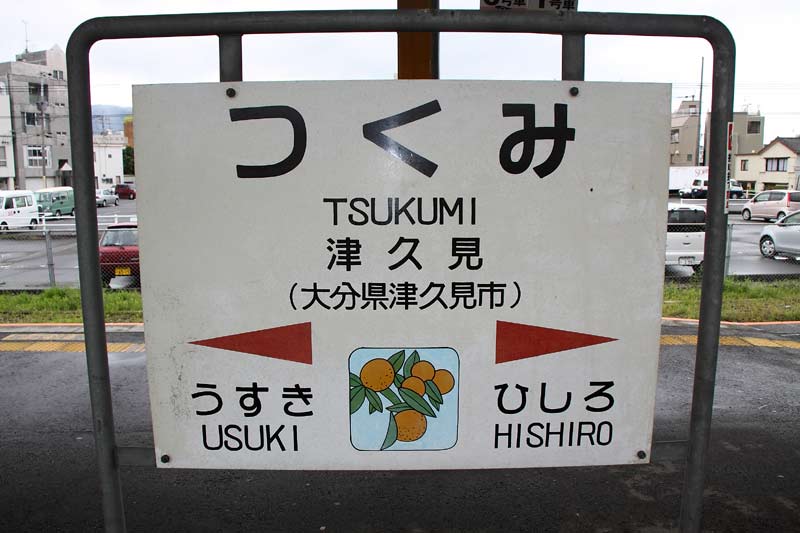 つくみ
TSUKUMI
津久見
(大分県津久見市)
うすき ひしろ
USUKI HISHIRO